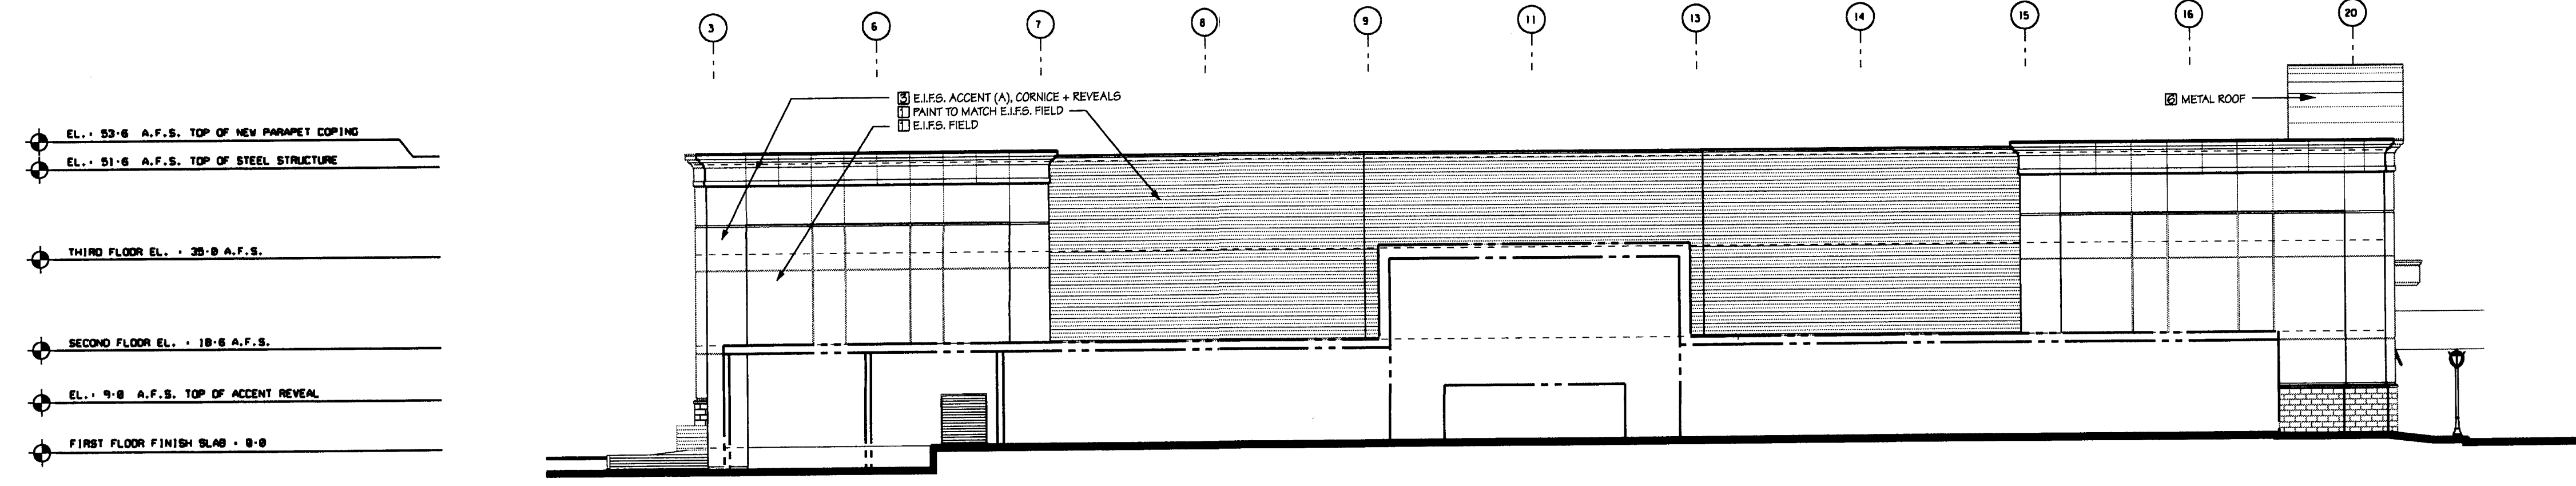 3 6 7 8 9 11 13 14 15 16 20
3 E.I.F.S. ACCENT (A), CORNICE + REVEALS
1 PAINT TO MATCH E.I.F.S. FIELD
1 E.I.F.S. FIELD
6 METAL ROOF
EL. · 53·6 A.F.S. TOP OF NEW PARAPET COPING
EL. · 51·6 A.F.S. TOP OF STEEL STRUCTURE
THIRD FLOOR EL. · 35·0 A.F.S.
SECOND FLOOR EL. · 18·6 A.F.S.
EL. · 9·8 A.F.S. TOP OF ACCENT REVEAL
FIRST FLOOR FINISH SLAB · 0·0